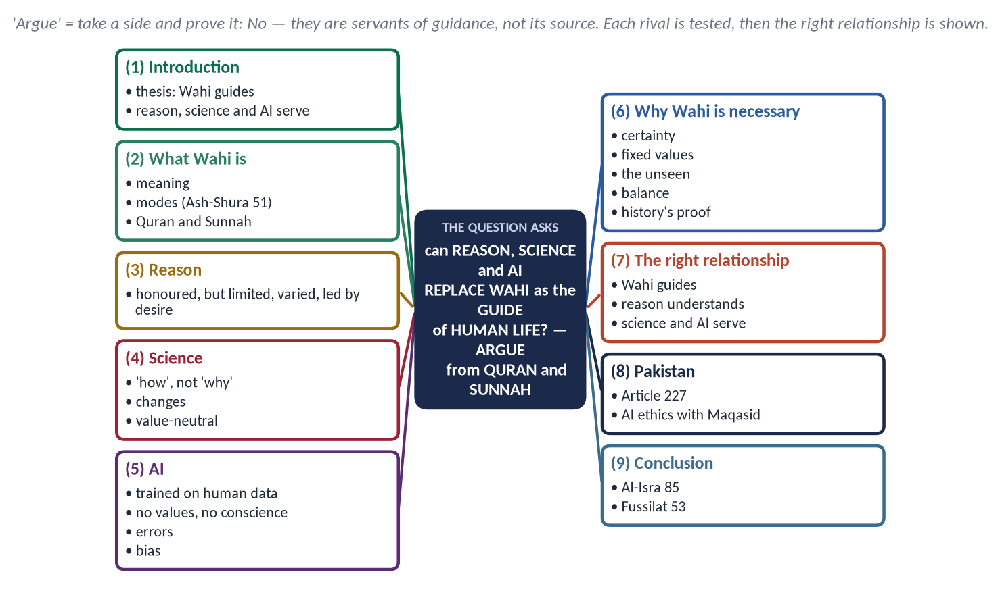 'Argue' = take a side and prove it: No — they are servants of guidance, not its source. Each rival is tested, then the right relationship is shown.
(1) Introduction
• thesis: Wahi guides
• reason, science and AI serve
(2) What Wahi is
• meaning
• modes (Ash-Shura 51)
• Quran and Sunnah
(3) Reason
• honoured, but limited, varied, led by
desire
(4) Science
• 'how', not 'why'
• changes
• value-neutral
(5) AI
• trained on human data
• no values, no conscience
• errors
• bias
THE QUESTION ASKS
can REASON, SCIENCE
and AI
REPLACE WAHI as the
GUIDE
of HUMAN LIFE? —
ARGUE
from QURAN and
SUNNAH
(6) Why Wahi is necessary
• certainty
• fixed values
• the unseen
• balance
• history's proof
(7) The right relationship
• Wahi guides
• reason understands
• science and AI serve
(8) Pakistan
• Article 227
• AI ethics with Maqasid
(9) Conclusion
• Al-Isra 85
• Fussilat 53